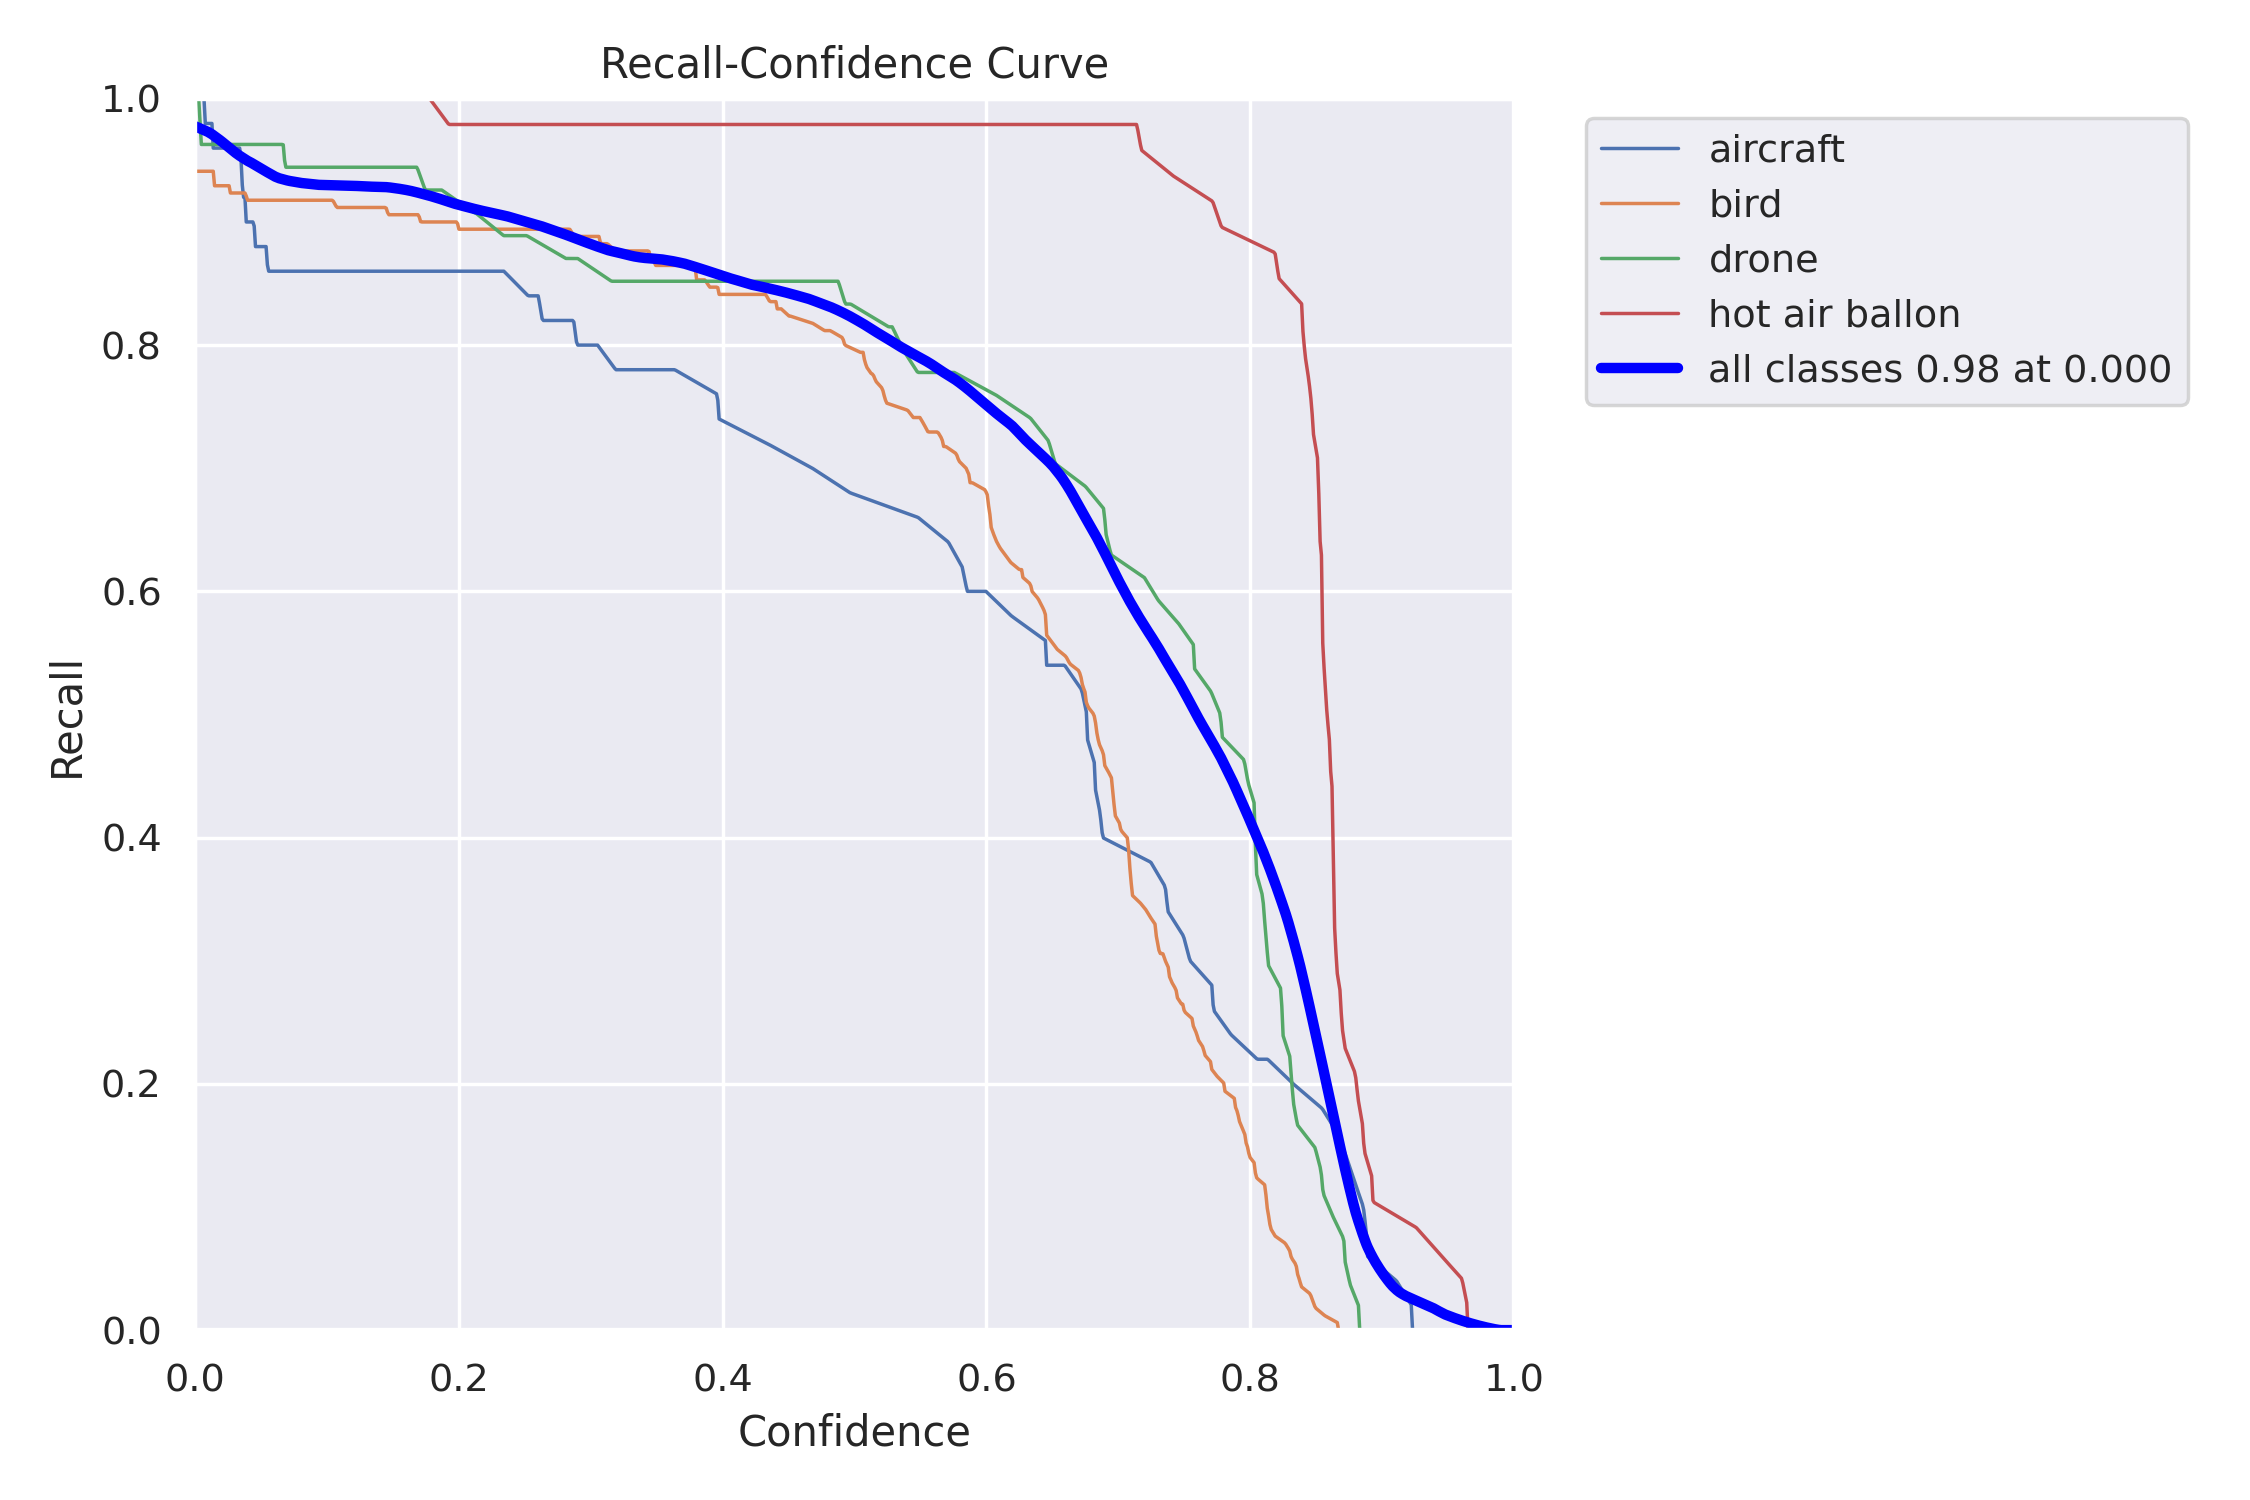 Recall-Confidence Curve
1.0
0.8
0.6
0.4
0.2
0.0
Recall
0.0 0.2 0.4 0.6 0.8 1.0
Confidence
aircraft
bird
drone
hot air ballon
all classes 0.98 at 0.000